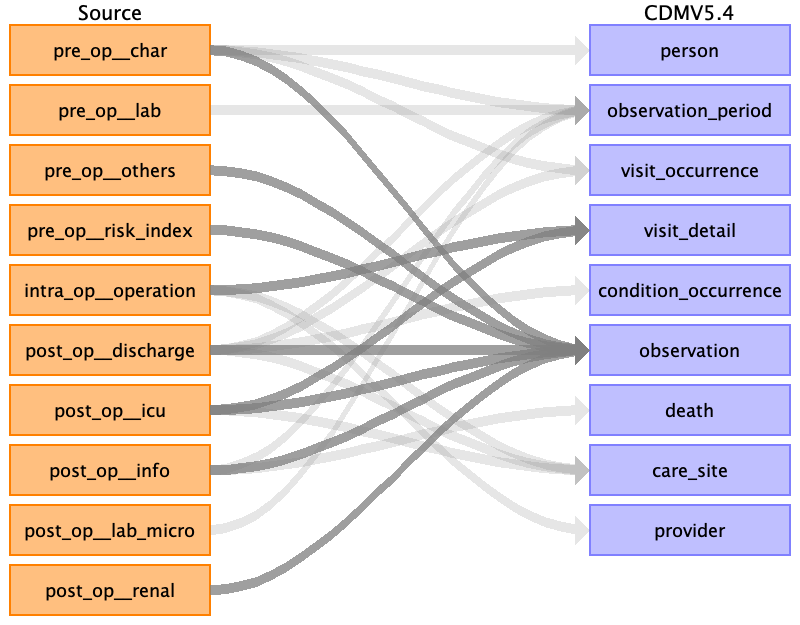 Source CDMV5.4
pre_op__char person
pre_op__lab observation_period
pre_op__others visit_occurrence
pre_op__risk_index visit_detail
intra_op__operation condition_occurrence
post_op__discharge observation
post_op__icu death
post_op__info care_site
post_op__lab_micro provider
post_op__renal